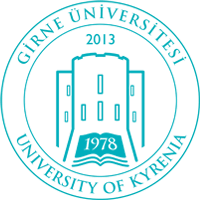 GİRNE ÜNİVERSİTESİ
2013
1978
UNIVERSITY OF KYRENIA